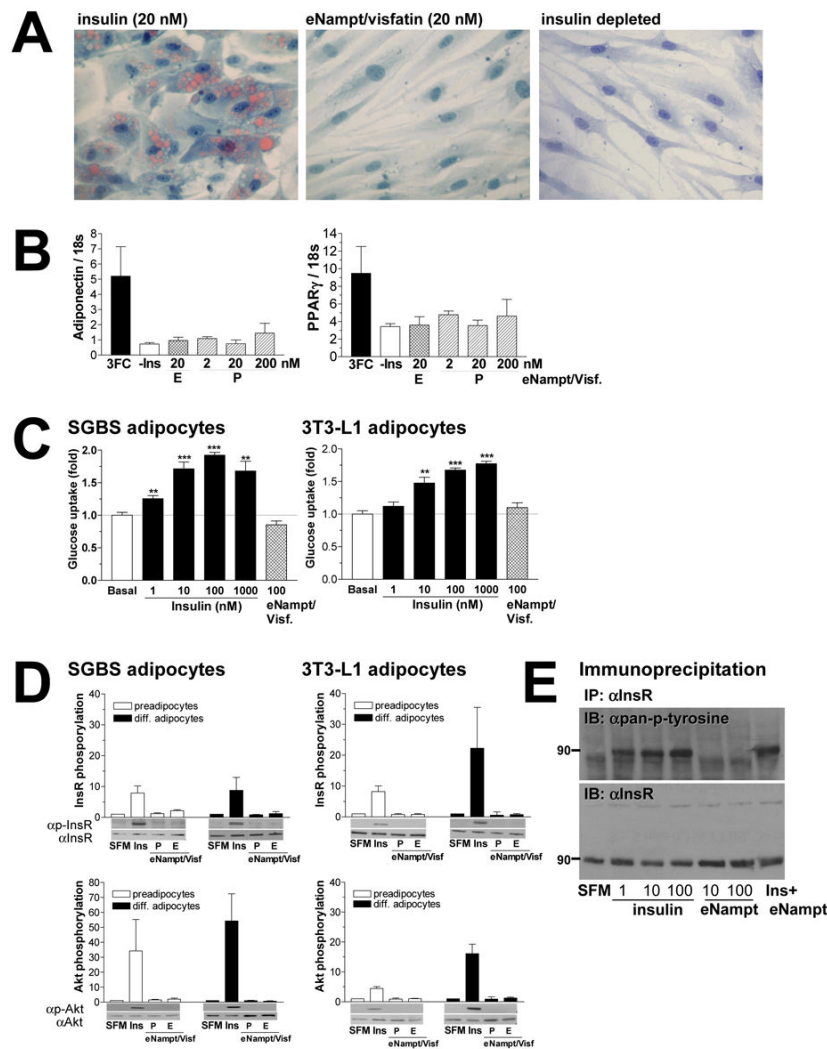 A
insulin (20 nM)
eNampt/visfatin (20 nM)
insulin depleted
B
Adiponectin / 18s
8
7
6
5
4
3
2
1
0
3FC -Ins 20 2 20 200 nM
E P
PPARγ / 18s
14
12
10
8
6
4
2
0
3FC -Ins 20 2 20 200 nM
E P eNampt/Visf.
C
SGBS adipocytes
Glucose uptake (fold)
2.0
1.5
1.0
0.5
0.0
** *** *** **
Basal 1 10 100 1000 100
Insulin (nM) eNampt/
Visf.
3T3-L1 adipocytes
Glucose uptake (fold)
2.0
1.5
1.0
0.5
0.0
** *** ***
Basal 1 10 100 1000 100
Insulin (nM) eNampt/
Visf.
D
SGBS adipocytes
InsR phosporylation
40
30
20
10
0
preadipocytes
diff. adipocytes
αp-InsR
αInsR
SFM Ins P E SFM Ins P E
eNampt/Visf eNampt/Visf
3T3-L1 adipocytes
InsR phosporylation
40
30
20
10
0
preadipocytes
diff. adipocytes
SFM Ins P E SFM Ins P E
eNampt/Visf eNampt/Visf
Akt phosphorylation
80
70
60
50
40
30
20
10
0
preadipocytes
diff. adipocytes
αp-Akt
αAkt
SFM Ins P E SFM Ins P E
eNampt/Visf eNampt/Visf
Akt phosphorylation
40
30
20
10
0
preadipocytes
diff. adipocytes
SFM Ins P E SFM Ins P E
eNampt/Visf eNampt/Visf
E
Immunoprecipitation
IP: αInsR
IB: αpan-p-tyrosine
90
IB: αInsR
90
SFM 1 10 100 10 100 Ins+
insulin eNampt eNampt